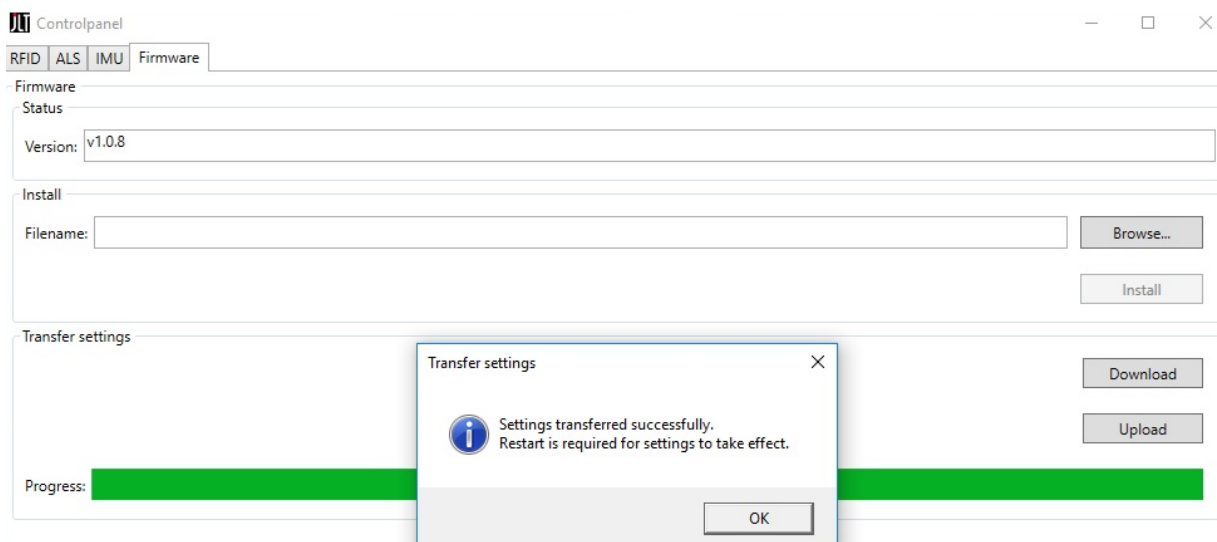 JLT Controlpanel
RFID ALS IMU Firmware
Firmware
Status
Version: v1.0.8
Install
Filename: Browse...
Install
Transfer settings
Transfer settings
Download
Settings transferred successfully.
Restart is required for settings to take effect.
Upload
Progress:
OK